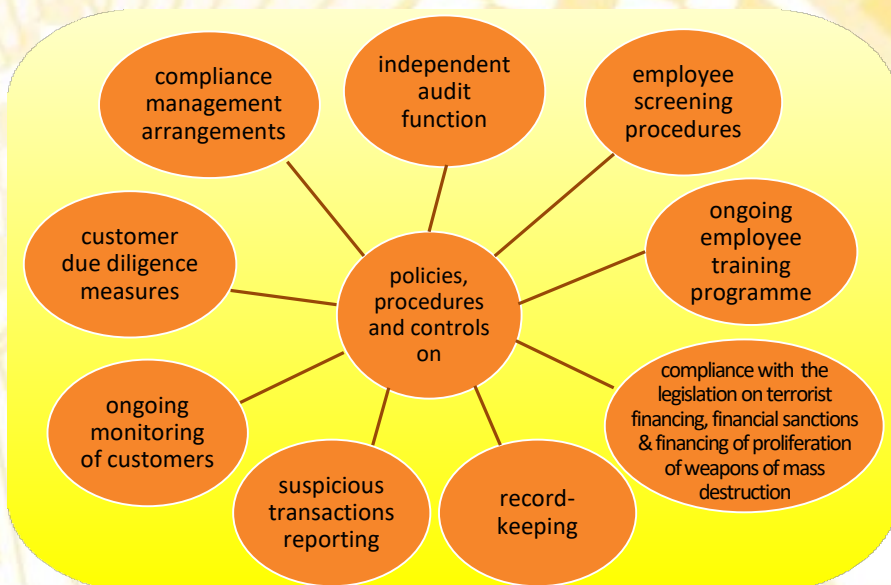 compliance
management
arrangements
independent
audit
function
employee
screening
procedures
customer
due diligence
measures
policies,
procedures
and controls
on
ongoing
employee
training
programme
ongoing
monitoring
of customers
suspicious
transactions
reporting
record-
keeping
compliance with the
legislation on terrorist
financing, financial sanctions
& financing of proliferation
of weapons of mass
destruction